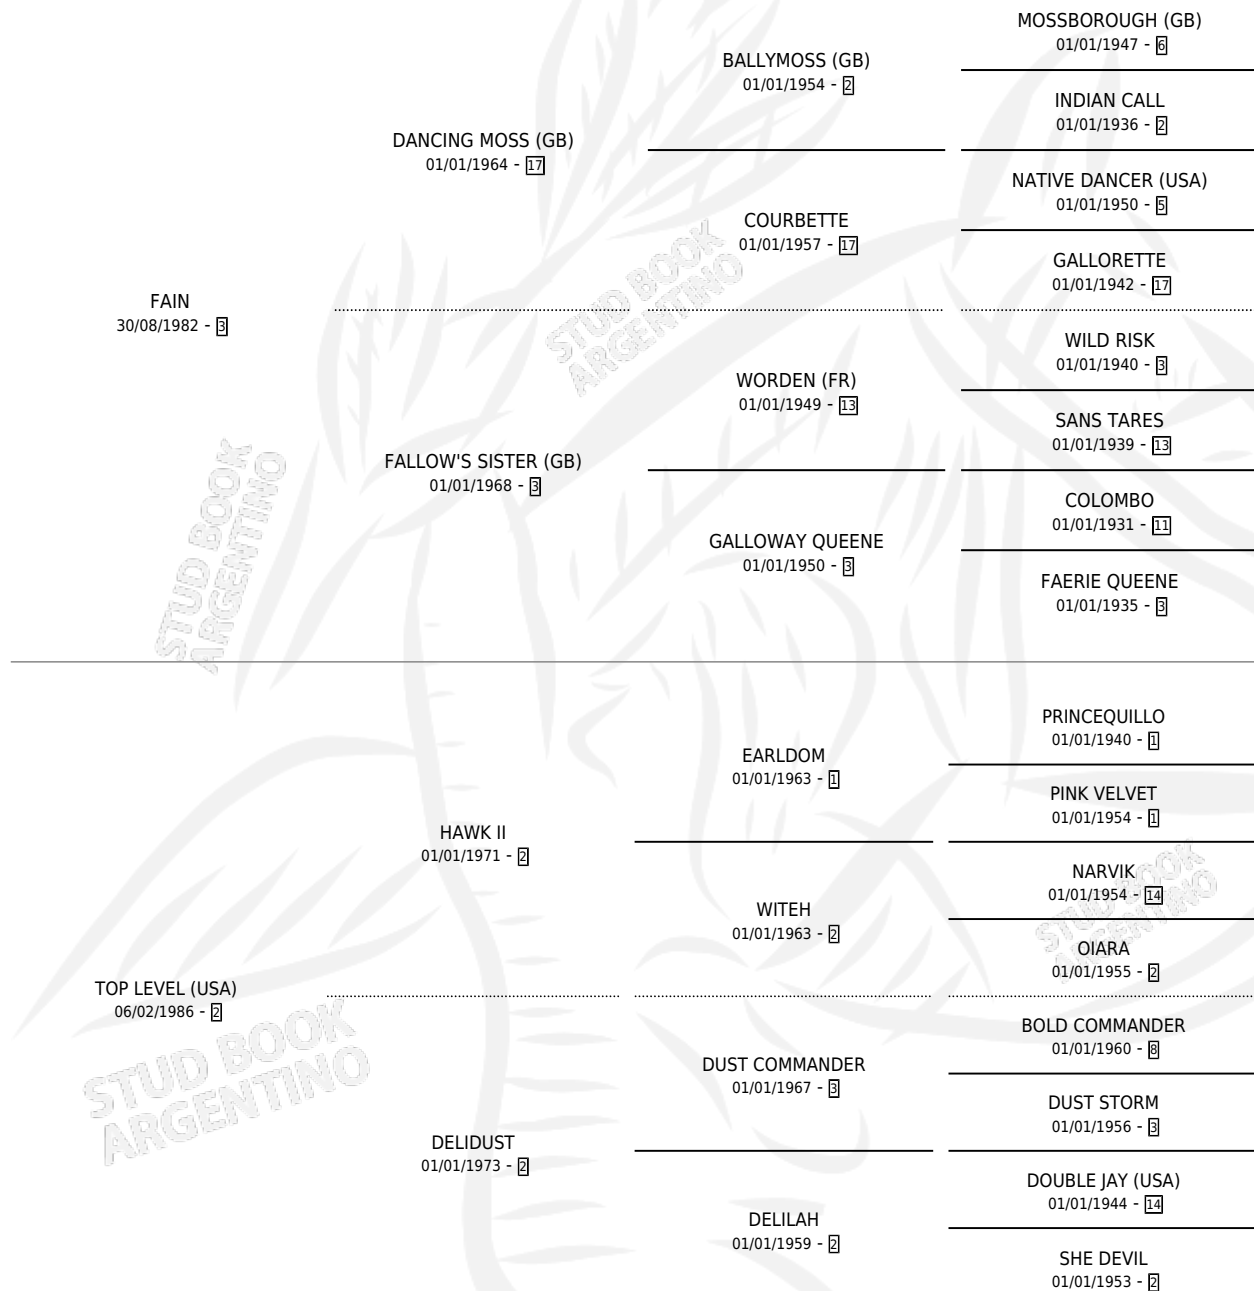 MOSSBOROUGH (GB)
01/01/1947 - 6
BALLYMOSS (GB)
01/01/1954 - 2
INDIAN CALL
01/01/1936 - 2
DANCING MOSS (GB)
01/01/1964 - 17
NATIVE DANCER (USA)
01/01/1950 - 5
COURBETTE
01/01/1957 - 17
GALLORETTE
01/01/1942 - 17
FAIN
30/08/1982 - 3
WILD RISK
01/01/1940 - 3
WORDEN (FR)
01/01/1949 - 13
SANS TARES
01/01/1939 - 13
FALLOW'S SISTER (GB)
01/01/1968 - 3
COLOMBO
01/01/1931 - 11
GALLOWAY QUEENE
01/01/1950 - 3
FAERIE QUEENE
01/01/1935 - 3
PRINCEQUILLO
01/01/1940 - 1
EARLDOM
01/01/1963 - 1
PINK VELVET
01/01/1954 - 1
HAWK II
01/01/1971 - 2
NARVIK
01/01/1954 - 14
WITEH
01/01/1963 - 2
OIARA
01/01/1955 - 2
TOP LEVEL (USA)
06/02/1986 - 2
BOLD COMMANDER
01/01/1960 - 8
DUST COMMANDER
01/01/1967 - 3
DUST STORM
01/01/1956 - 3
DELIDUST
01/01/1973 - 2
DOUBLE JAY (USA)
01/01/1944 - 14
DELILAH
01/01/1959 - 2
SHE DEVIL
01/01/1953 - 2
STUD BOOK
ARGENTINO
STUD BOOK
ARGENTINO
STUD BOOK
ARGENTINO
STUD BOOK
ARGENTINO